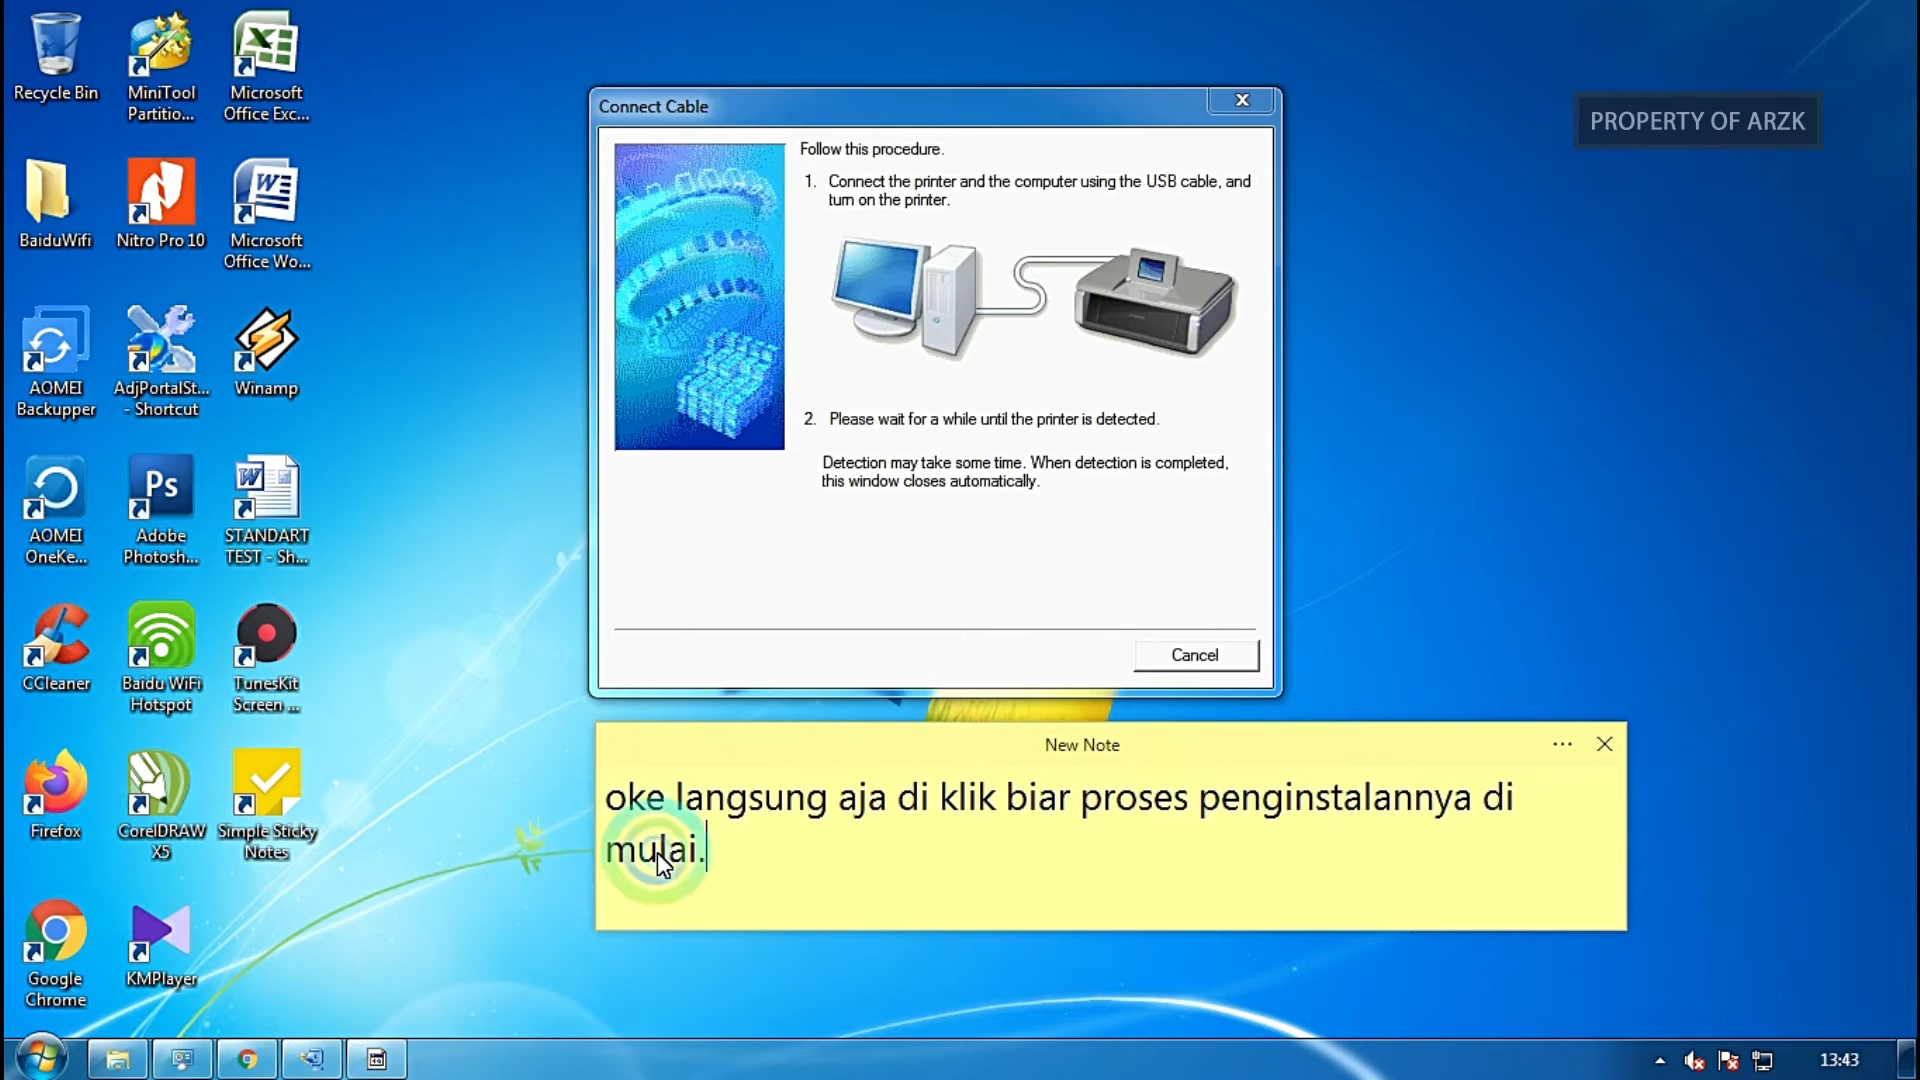 Recycle Bin
MiniTool
Partitio...
Microsoft
Office Exc...
BaiduWifi
Nitro Pro 10
Microsoft
Office Wo...
AOMEI
Backupper
AdjPortalSt...
- Shortcut
Winamp
AOMEI
OneKe...
Ps
Adobe
Photosh...
STANDART
TEST - Sh...
CCleaner
Baidu WiFi
Hotspot
TunesKit
Screen ...
Firefox
CorelDRAW
X5
Simple Sticky
Notes
Google
Chrome
KMPlayer
Connect Cable
Follow this procedure.
1. Connect the printer and the computer using the USB cable, and
turn on the printer.
2. Please wait for a while until the printer is detected.
Detection may take some time. When detection is completed,
this window closes automatically.
Cancel
PROPERTY OF ARZK
New Note
oke langsung aja di klik biar proses penginstalannya di
mulai.
13:43